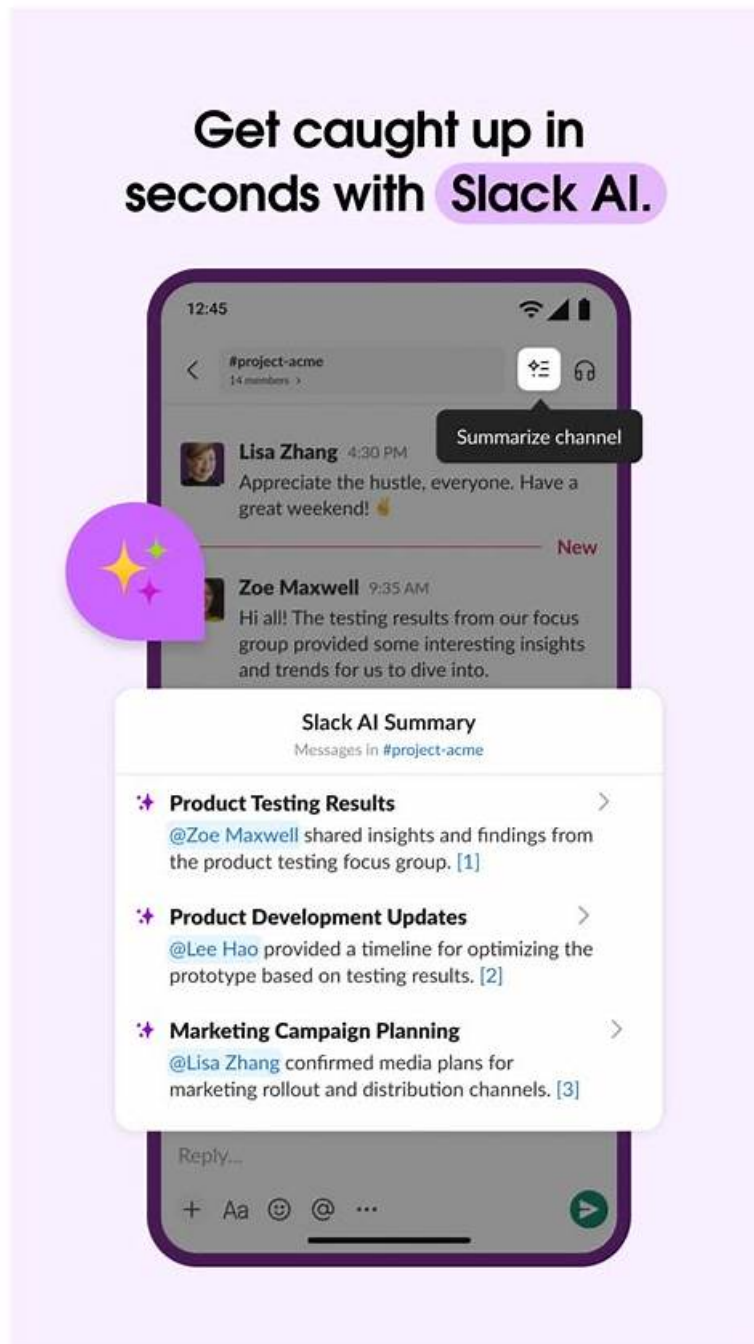 Get caught up in
seconds with Slack AI.
12:45
#project-acme
14 members >
Summarize channel
Lisa Zhang 4:30 PM
Appreciate the hustle, everyone. Have a
great weekend! ✌
New
Zoe Maxwell 9:35 AM
Hi all! The testing results from our focus
group provided some interesting insights
and trends for us to dive into.
Slack AI Summary
Messages in #project-acme
Product Testing Results
@Zoe Maxwell shared insights and findings from
the product testing focus group. [1]
Product Development Updates
@Lee Hao provided a timeline for optimizing the
prototype based on testing results. [2]
Marketing Campaign Planning
@Lisa Zhang confirmed media plans for
marketing rollout and distribution channels. [3]
Reply...
+ Aa @ •••